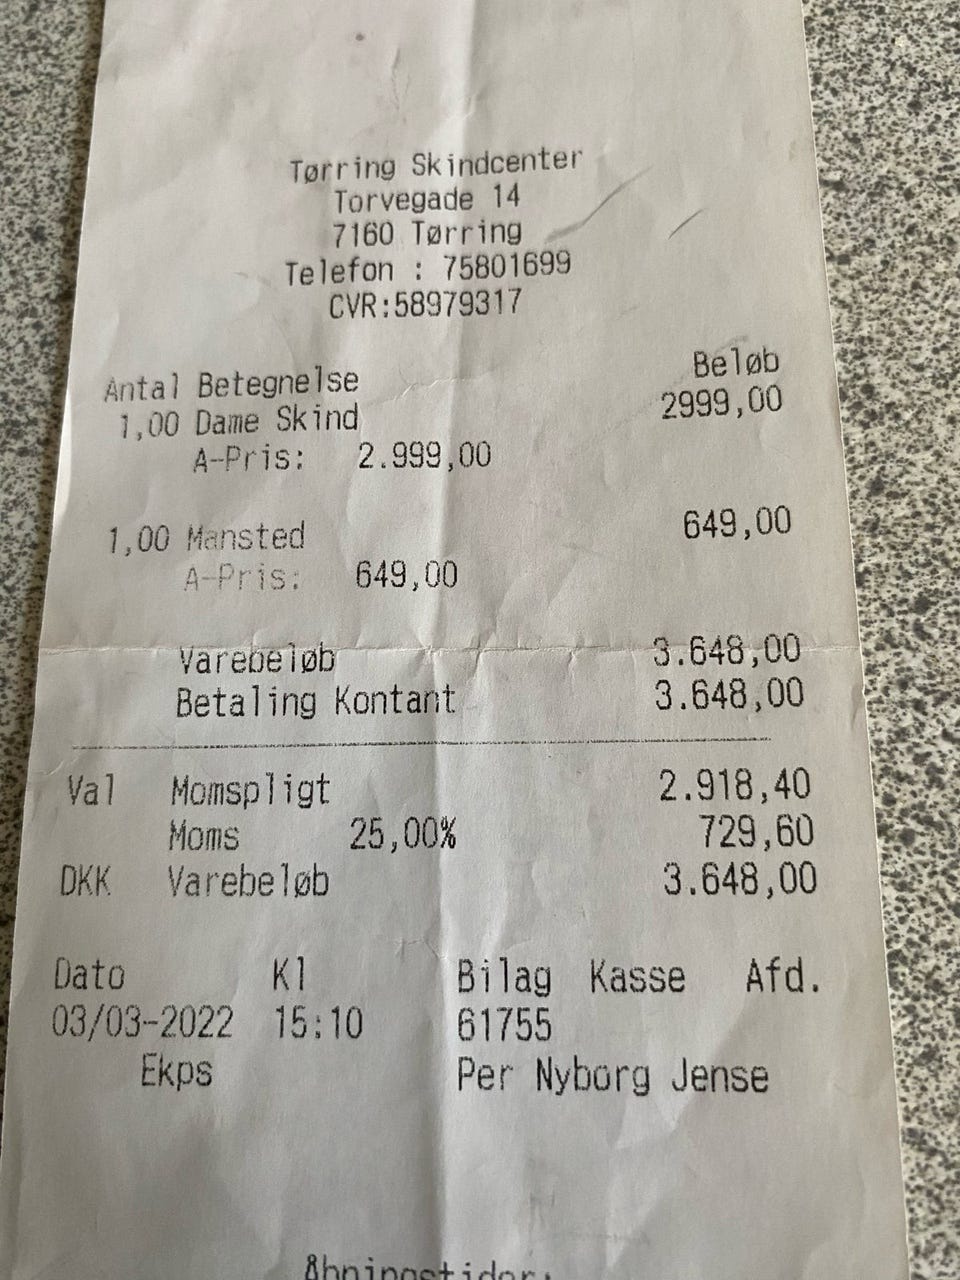 Tørring Skindcenter
Torvegade 14
7160 Tørring
Telefon : 75801699
CVR:58979317
Antal Betegnelse Beløb
1,00 Dame Skind 2999,00
A-Pris: 2.999,00
1,00 Mansted 649,00
A-Pris: 649,00
Varebeløb 3.648,00
Betaling Kontant 3.648,00
Val Momspligt 2.918,40
Moms 25,00% 729,60
DKK Varebeløb 3.648,00
Dato Kl Bilag Kasse Afd.
03/03-2022 15:10 61755
Ekps Per Nyborg Jense
Åbningstider: